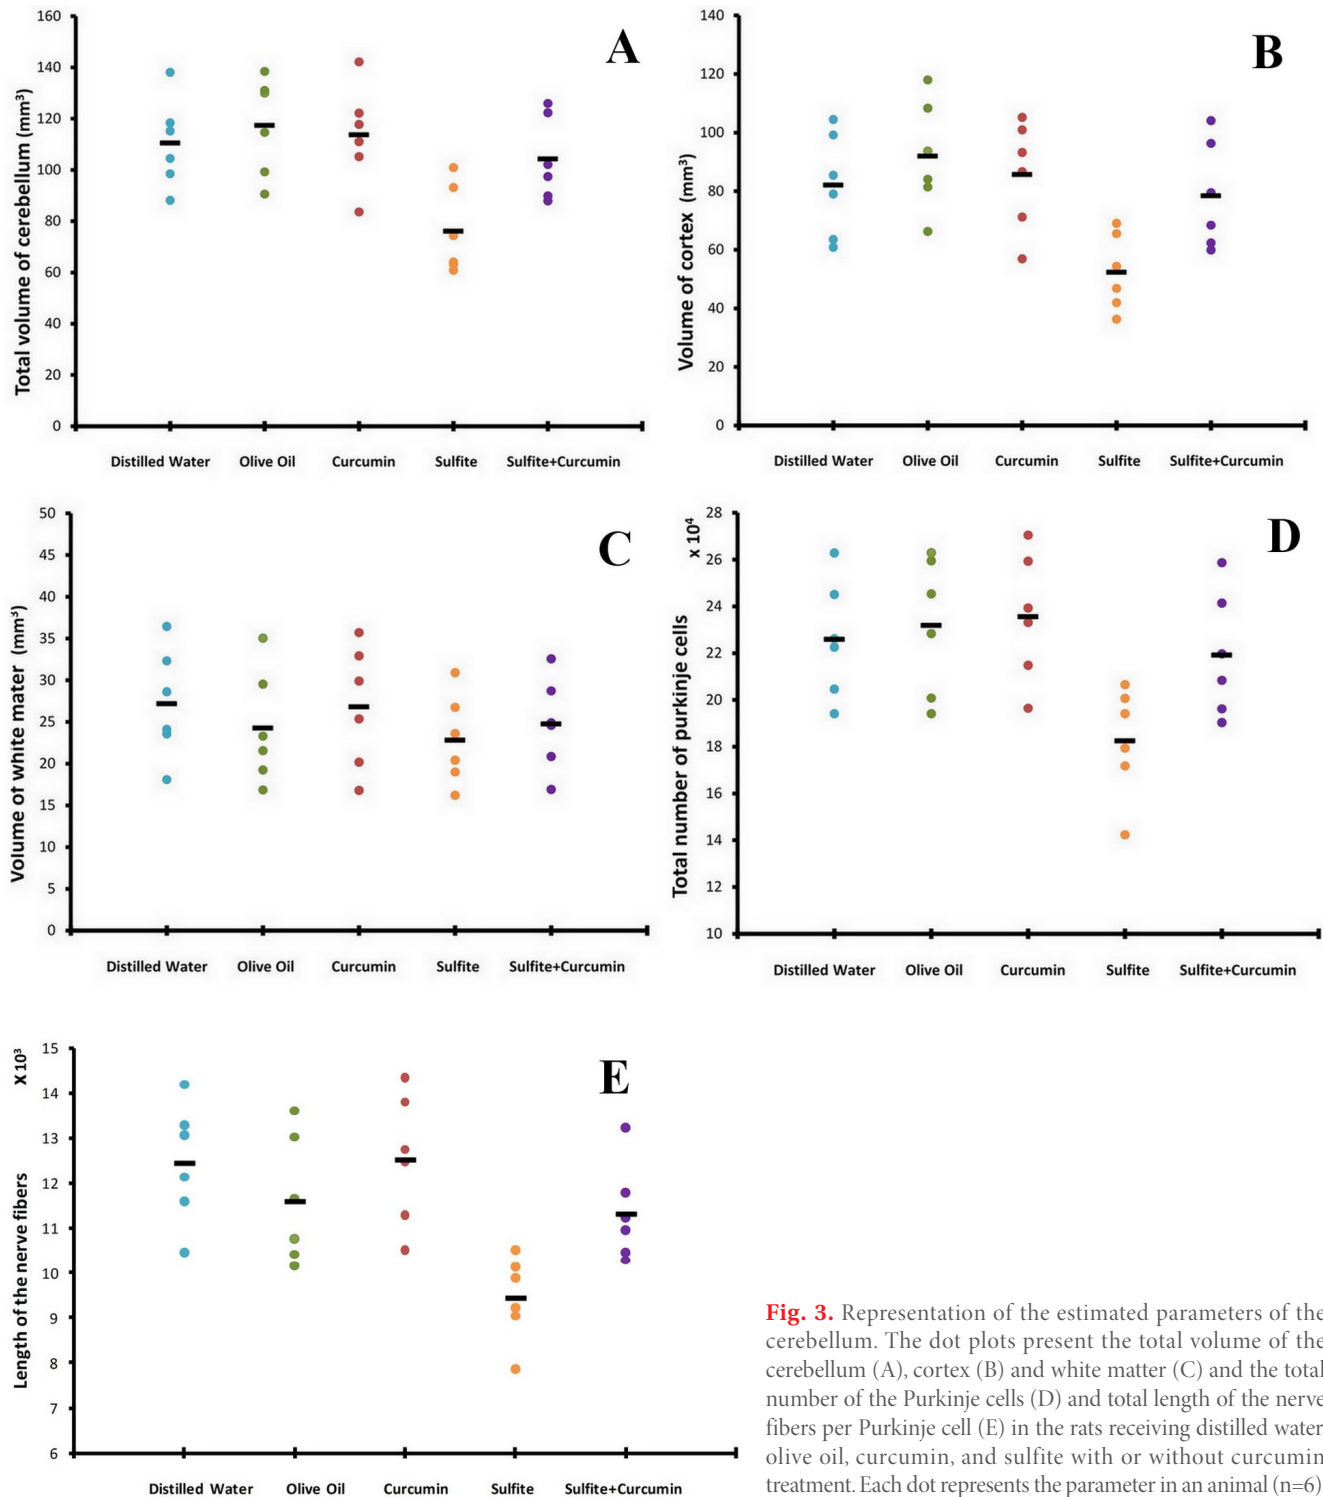 A
Total volume of cerebellum (mm³)
160
140
120
100
80
60
40
20
0
Distilled Water Olive Oil Curcumin Sulfite Sulfite+Curcumin
B
Volume of cortex (mm³)
140
120
100
80
60
40
20
0
Distilled Water Olive Oil Curcumin Sulfite Sulfite+Curcumin
C
Volume of white mater (mm³)
50
45
40
35
30
25
20
15
10
5
0
Distilled Water Olive Oil Curcumin Sulfite Sulfite+Curcumin
D
Total number of purkinje cells
x 10⁴
28
26
24
22
20
18
16
14
12
10
Distilled Water Olive Oil Curcumin Sulfite Sulfite+Curcumin
E
Length of the nerve fibers
X 10³
15
14
13
12
11
10
9
8
7
6
Distilled Water Olive Oil Curcumin Sulfite Sulfite+Curcumin
Fig. 3. Representation of the estimated parameters of the
cerebellum. The dot plots present the total volume of the
cerebellum (A), cortex (B) and white matter (C) and the total
number of the Purkinje cells (D) and total length of the nerve
fibers per Purkinje cell (E) in the rats receiving distilled water
olive oil, curcumin, and sulfite with or without curcumin
treatment. Each dot represents the parameter in an animal (n=6)